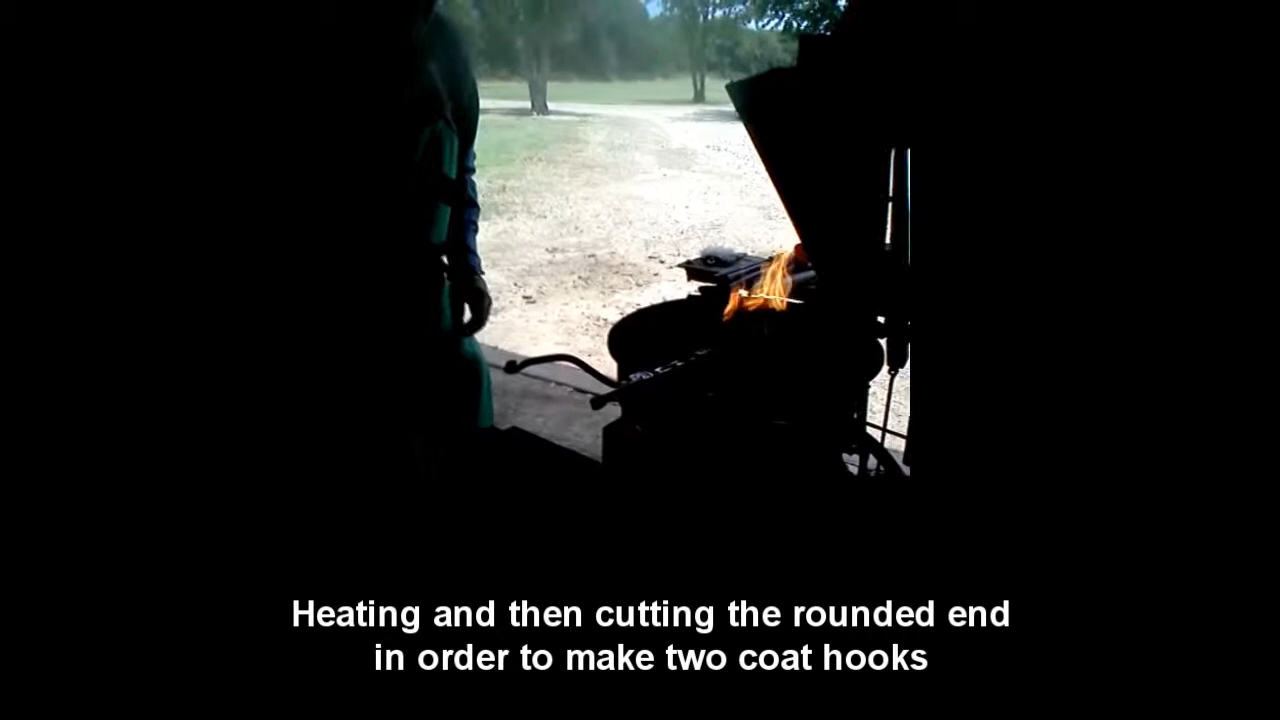 Heating and then cutting the rounded end
in order to make two coat hooks